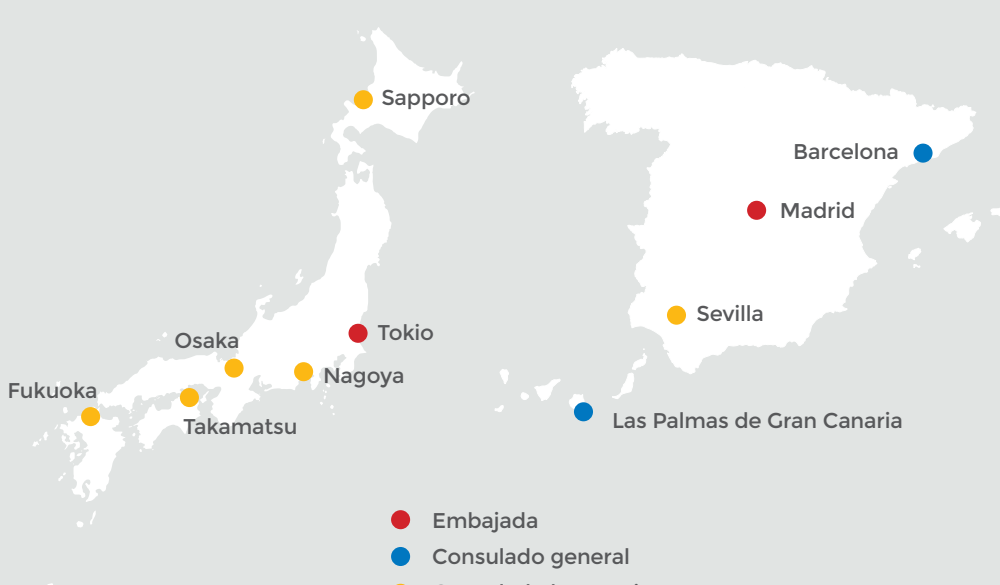 Sapporo
Barcelona
Madrid
Sevilla
Tokio
Osaka
Nagoya
Fukuoka
Takamatsu
Las Palmas de Gran Canaria
Embajada
Consulado general